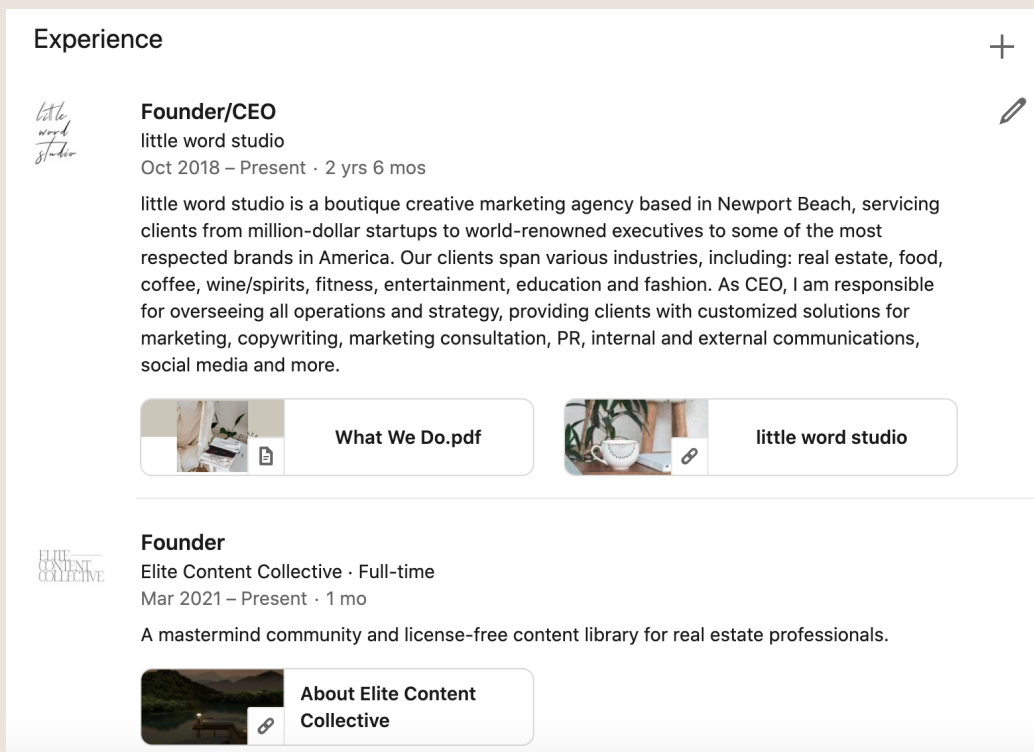 Experience
little
word
studio
Founder/CEO
little word studio
Oct 2018 – Present · 2 yrs 6 mos
little word studio is a boutique creative marketing agency based in Newport Beach, servicing
clients from million-dollar startups to world-renowned executives to some of the most
respected brands in America. Our clients span various industries, including: real estate, food,
coffee, wine/spirits, fitness, entertainment, education and fashion. As CEO, I am responsible
for overseeing all operations and strategy, providing clients with customized solutions for
marketing, copywriting, marketing consultation, PR, internal and external communications,
social media and more.
What We Do.pdf
little word studio
ELITE
CONTENT
COLLECTIVE
Founder
Elite Content Collective · Full-time
Mar 2021 – Present · 1 mo
A mastermind community and license-free content library for real estate professionals.
About Elite Content
Collective